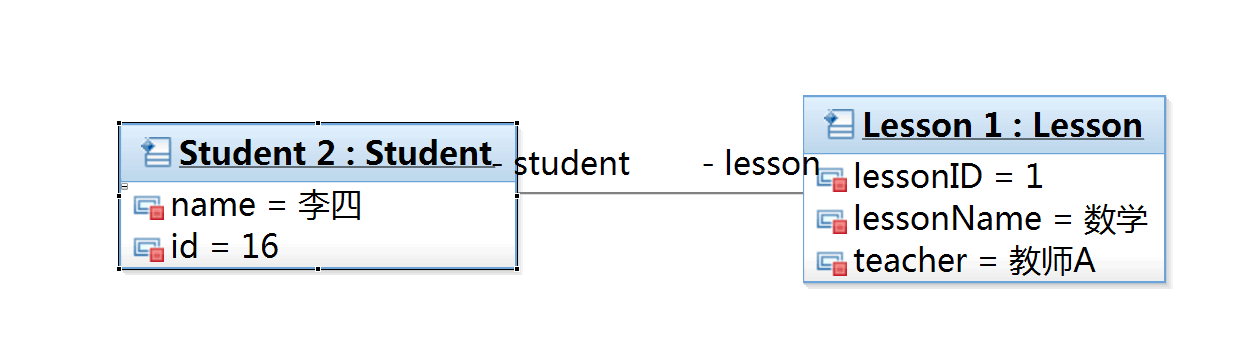 Student 2 : Student
name = 李四
id = 16
- student
- lesson
Lesson 1 : Lesson
lessonID = 1
lessonName = 数学
teacher = 教师A